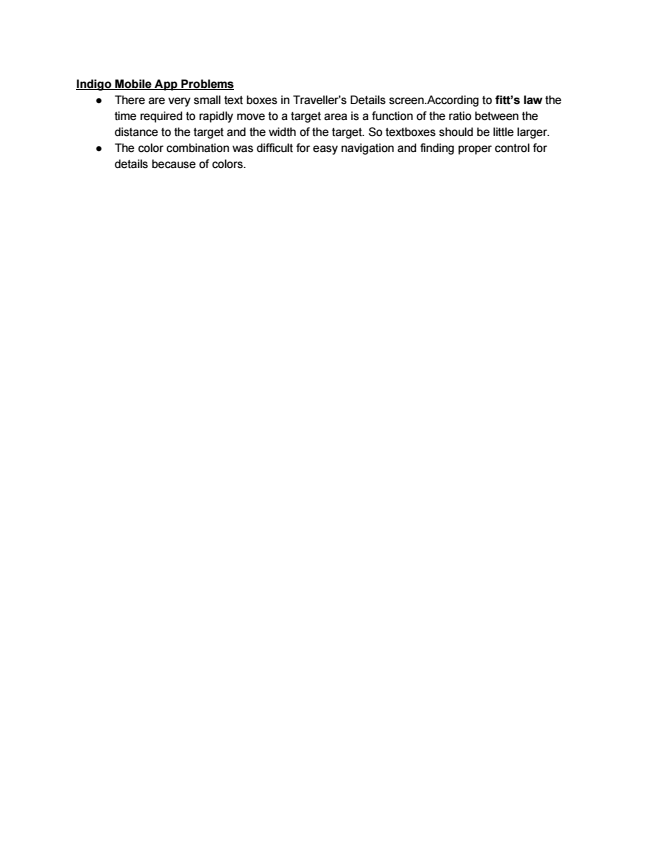 Indigo Mobile App Problems
● There are very small text boxes in Traveller's Details screen.According to fitt's law the
time required to rapidly move to a target area is a function of the ratio between the
distance to the target and the width of the target. So textboxes should be little larger.
● The color combination was difficult for easy navigation and finding proper control for
details because of colors.